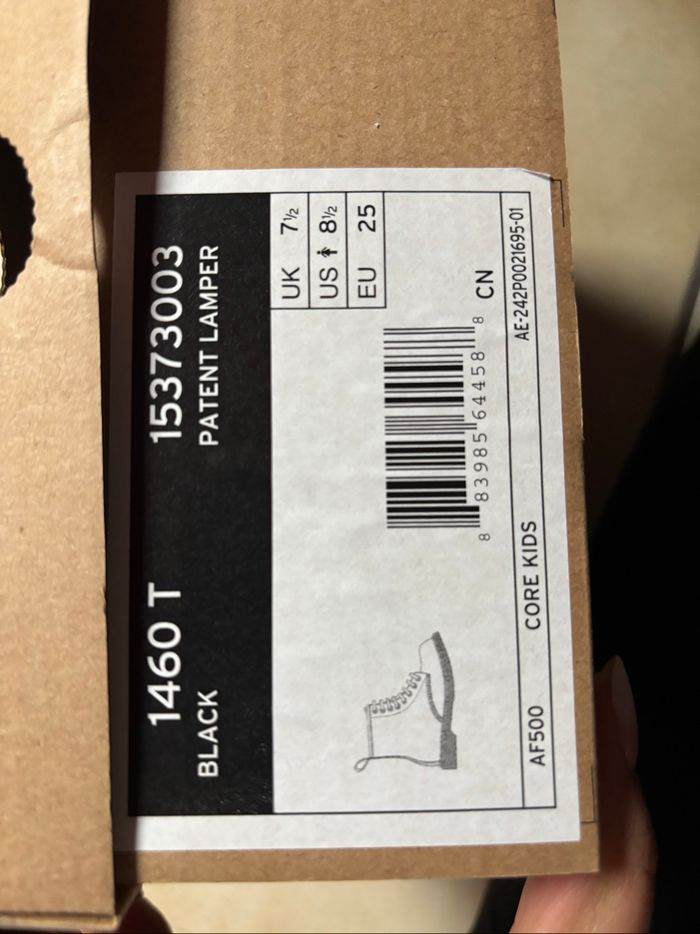 1460 T 15373003
BLACK PATENT LAMPER
UK 7½
US 8½
EU 25
8 83985 64458 8
CN
AF500 CORE KIDS AE-242P0021695-01